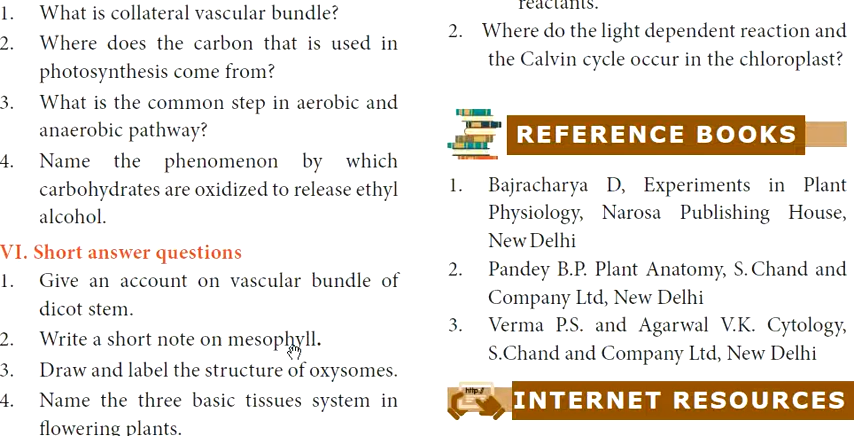 1. What is collateral vascular bundle?
2. Where does the carbon that is used in
photosynthesis come from?
3. What is the common step in aerobic and
anaerobic pathway?
4. Name the phenomenon by which
carbohydrates are oxidized to release ethyl
alcohol.
VI. Short answer questions
1. Give an account on vascular bundle of
dicot stem.
2. Write a short note on mesophyll.
3. Draw and label the structure of oxysomes.
4. Name the three basic tissues system in
flowering plants.
reactants.
2. Where do the light dependent reaction and
the Calvin cycle occur in the chloroplast?
REFERENCE BOOKS
1. Bajracharya D, Experiments in Plant
Physiology, Narosa Publishing House,
New Delhi
2. Pandey B.P. Plant Anatomy, S. Chand and
Company Ltd, New Delhi
3. Verma P.S. and Agarwal V.K. Cytology,
S.Chand and Company Ltd, New Delhi
http://
INTERNET RESOURCES